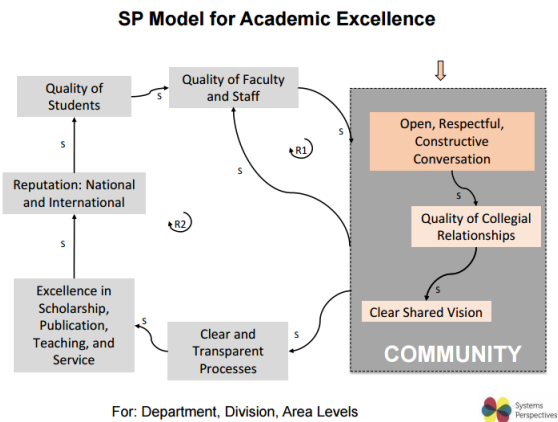 SP Model for Academic Excellence
Quality of
Students
s
Quality of Faculty
and Staff
s
R1
s
Open, Respectful,
Constructive
Conversation
s
Quality of Collegial
Relationships
s
Clear Shared Vision
COMMUNITY
s
Reputation: National
and International
R2
s
Excellence in
Scholarship,
Publication,
Teaching, and
Service
s
Clear and
Transparent
Processes
s
For: Department, Division, Area Levels
Systems
Perspectives